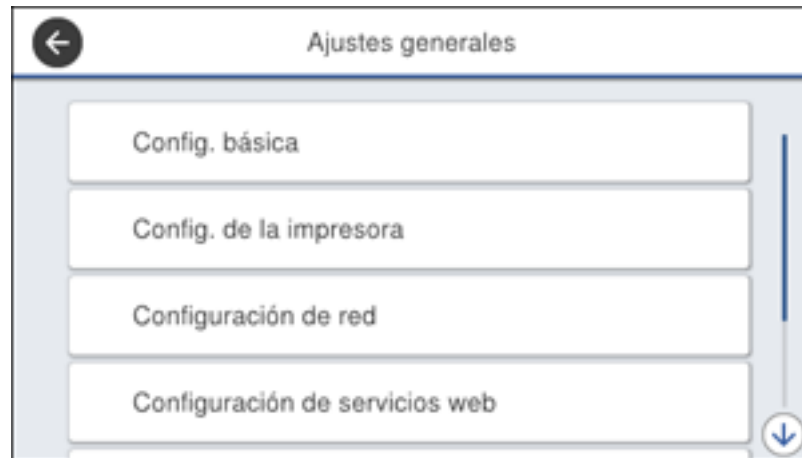 Ajustes generales
Config. básica
Config. de la impresora
Configuración de red
Configuración de servicios web